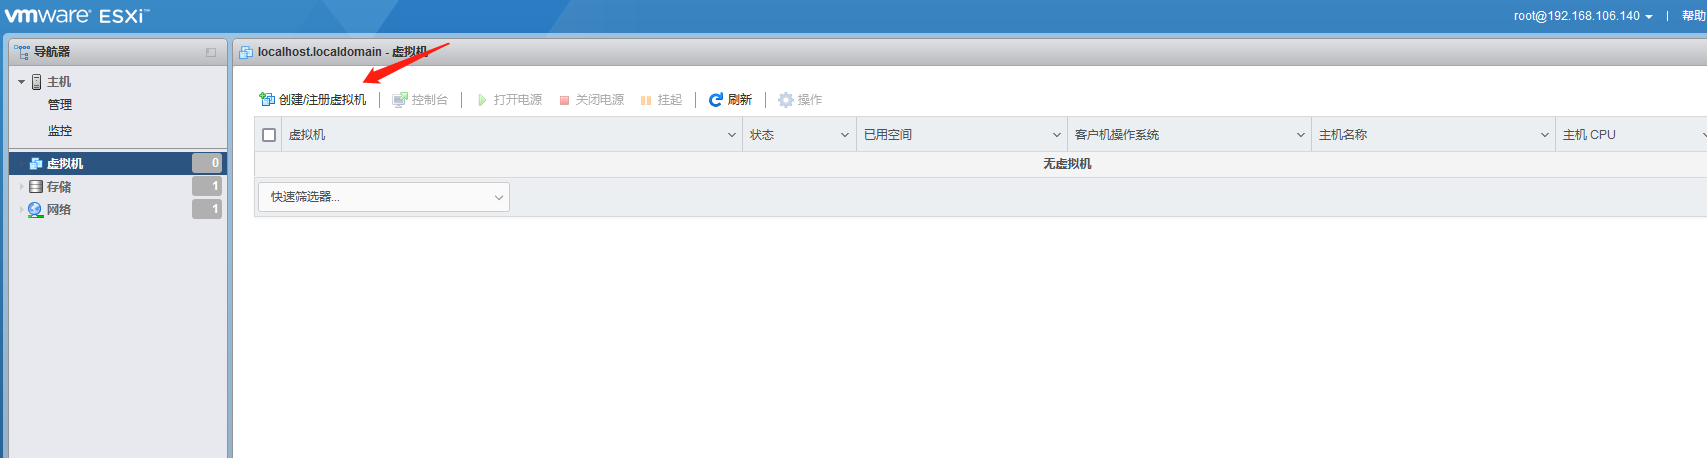 vmware® ESXi™
root@192.168.106.140 | 帮助
导航器
localhost.localdomain - 虚拟机
主机
管理
监控
虚拟机 0
存储 1
网络 1
创建/注册虚拟机 | 控制台 | 打开电源 关闭电源 挂起 | 刷新 | 操作
虚拟机 状态 已用空间 客户机操作系统 主机名称 主机 CPU
无虚拟机
快速筛选器...